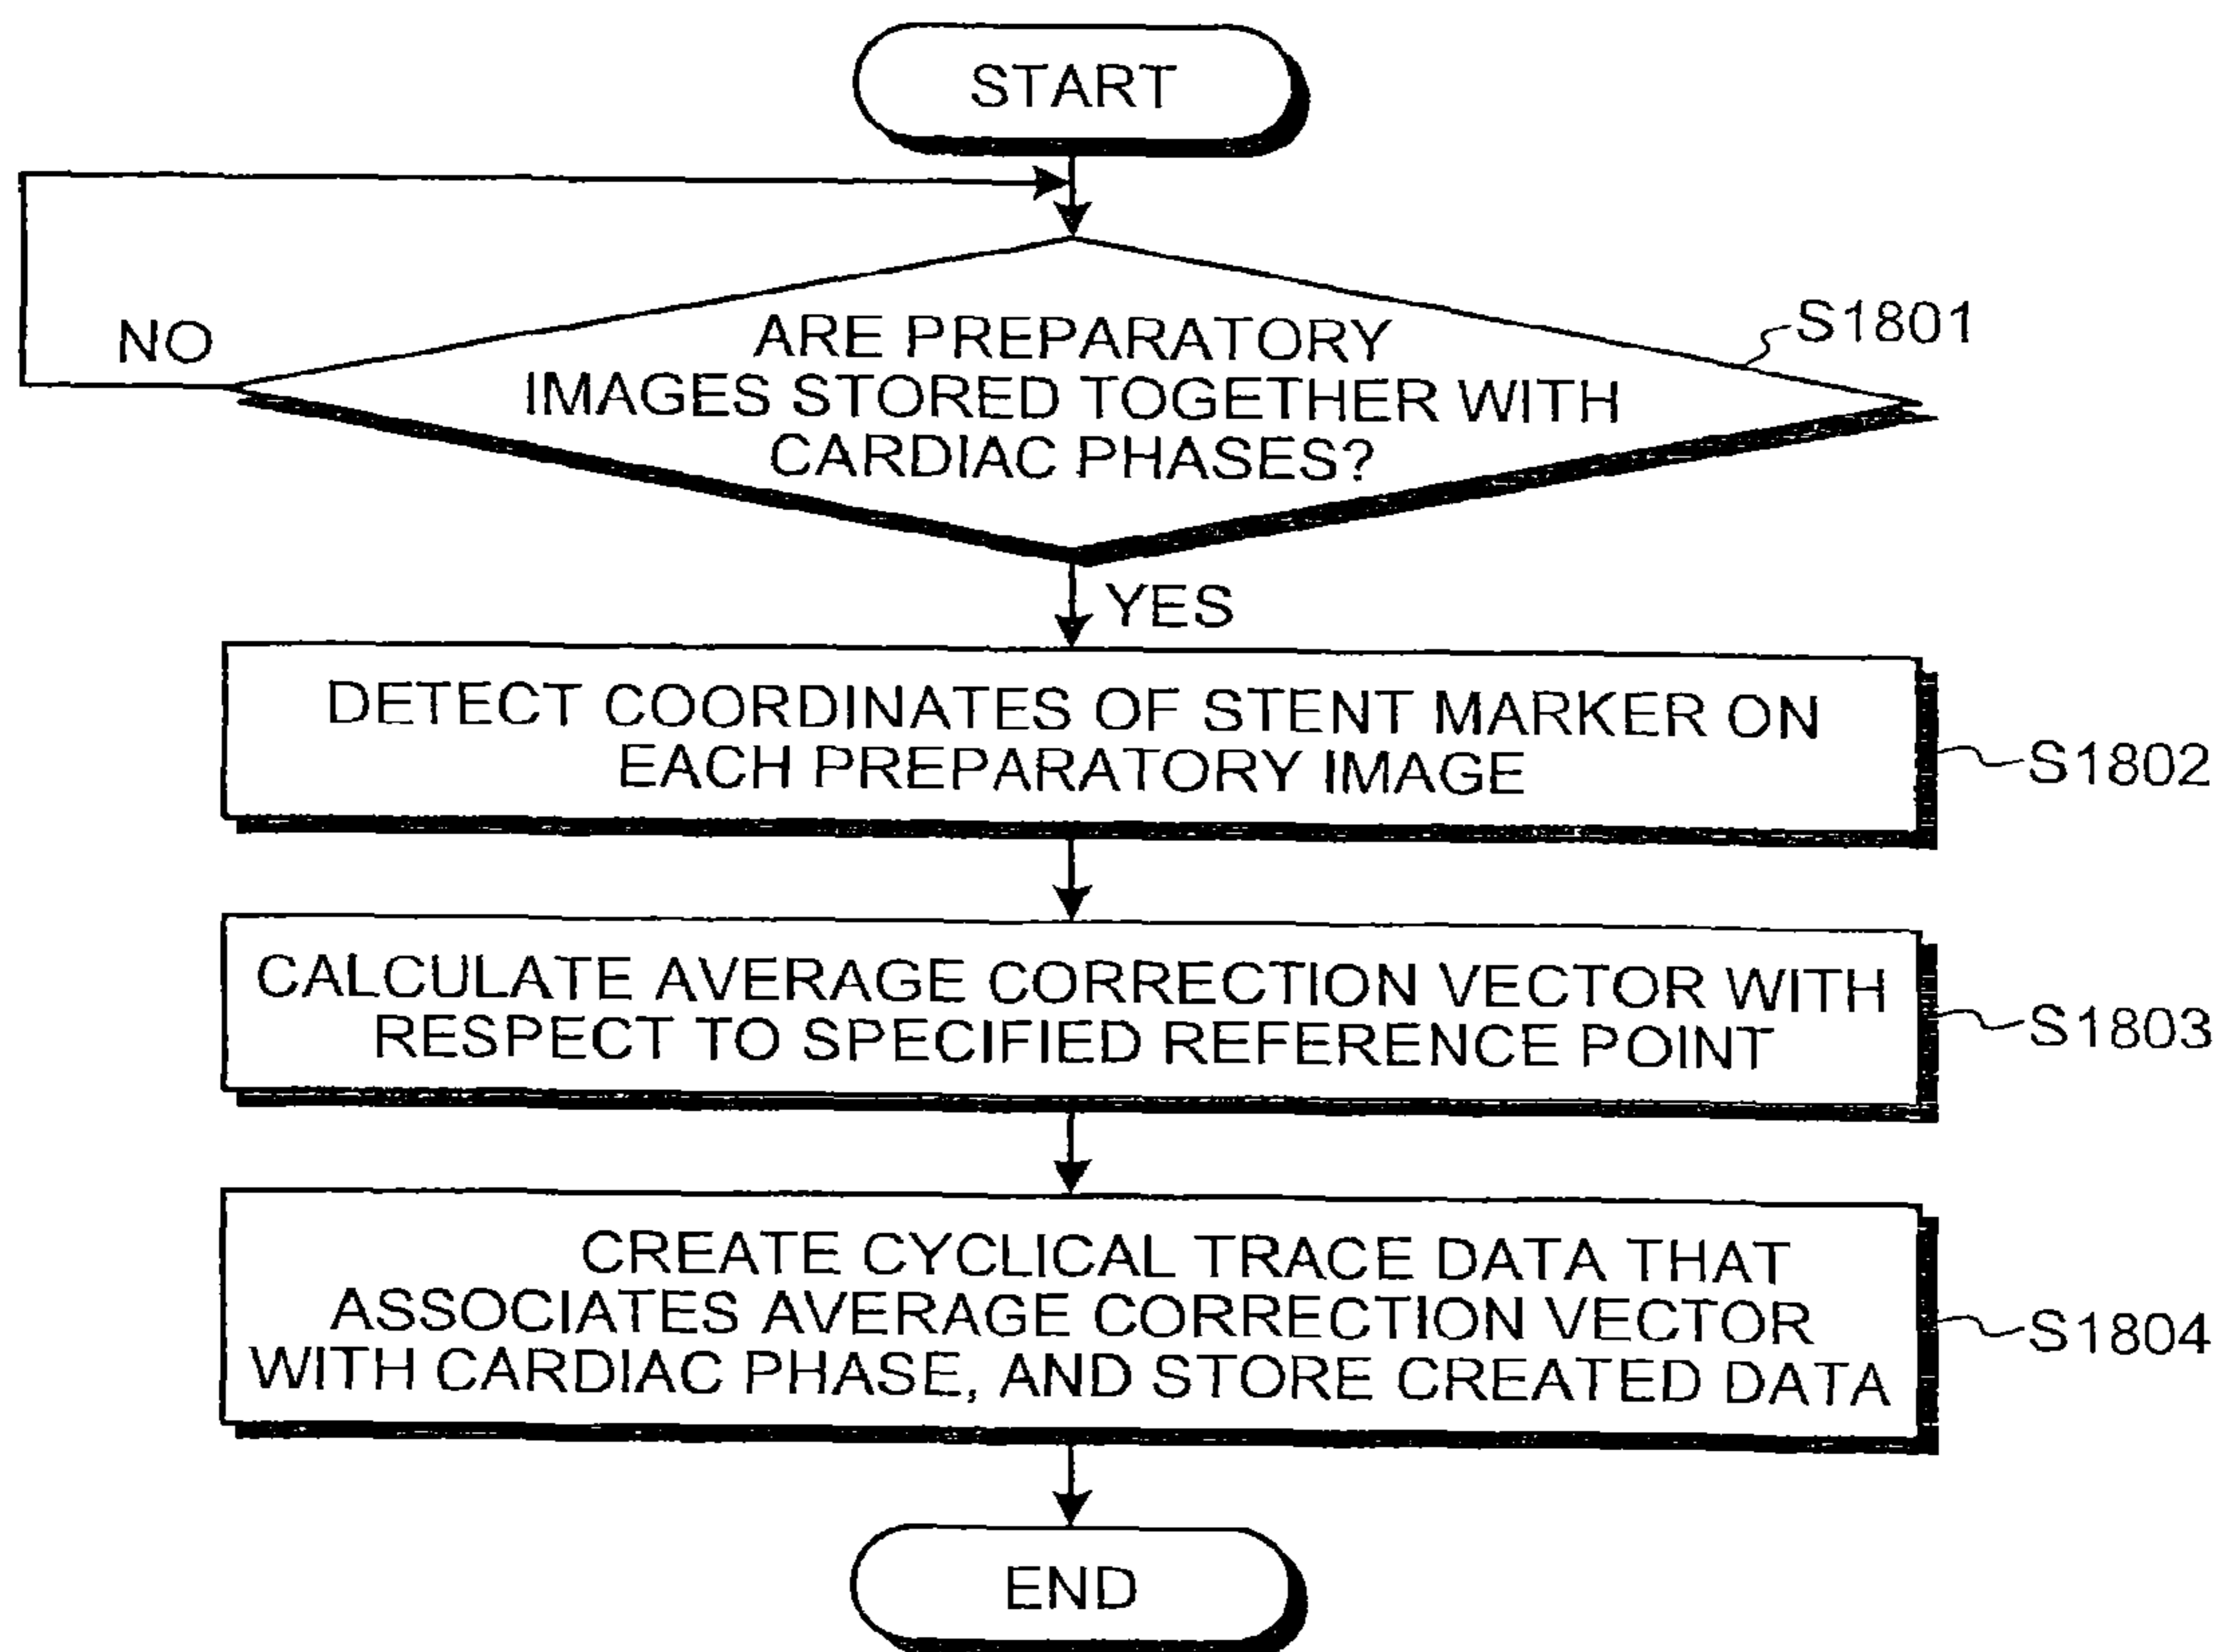 START
NO
ARE PREPARATORY
IMAGES STORED TOGETHER WITH
CARDIAC PHASES?
S1801
YES
DETECT COORDINATES OF STENT MARKER ON
EACH PREPARATORY IMAGE
S1802
CALCULATE AVERAGE CORRECTION VECTOR WITH
RESPECT TO SPECIFIED REFERENCE POINT
S1803
CREATE CYCLICAL TRACE DATA THAT
ASSOCIATES AVERAGE CORRECTION VECTOR
WITH CARDIAC PHASE, AND STORE CREATED DATA
S1804
END